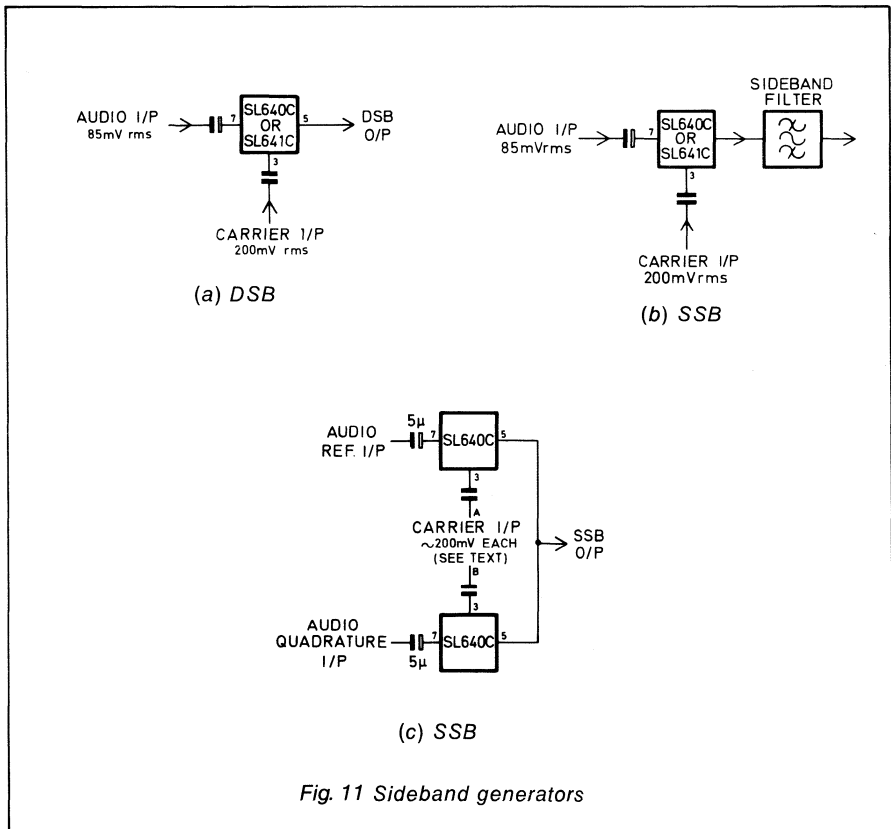 AUDIO I/P
85mV rms
7
SL640C
OR
SL641C
5
DSB
O/P
3
CARRIER I/P
200mV rms
(a) DSB
AUDIO I/P
85mVrms
7
SL640C
OR
SL641C
3
SIDEBAND
FILTER
CARRIER I/P
200mVrms
(b) SSB
AUDIO
REF. I/P
5μ
7
SL640C
5
3
A
CARRIER I/P
~200mV EACH
(SEE TEXT)
B
3
SSB
O/P
AUDIO
QUADRATURE
I/P
7
5μ
SL640C
5
(c) SSB
Fig. 11 Sideband generators